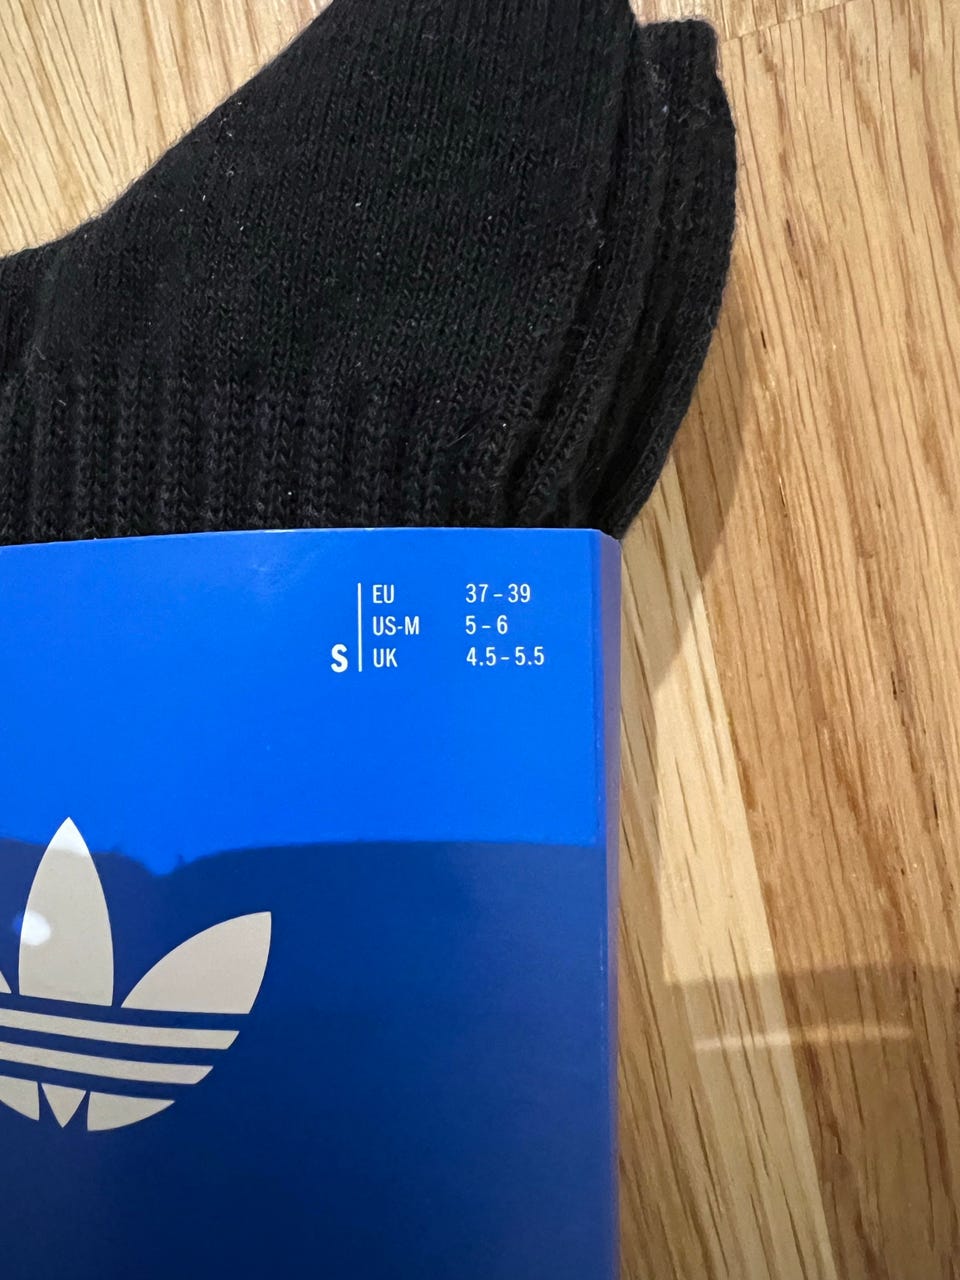 EU 37 – 39
US-M 5 – 6
S UK 4.5 – 5.5